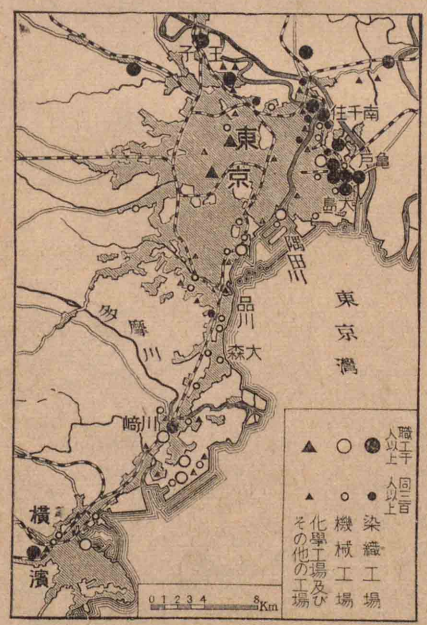 王子
南千住
東京
亀戸
大島
隅田川
品川
大森
東京灣
多摩川
川崎
横濱
職工千人以上
同三百人以上
染織工場
機械工場
化學工場及び
その他の工場
0 1 2 3 4 8Km